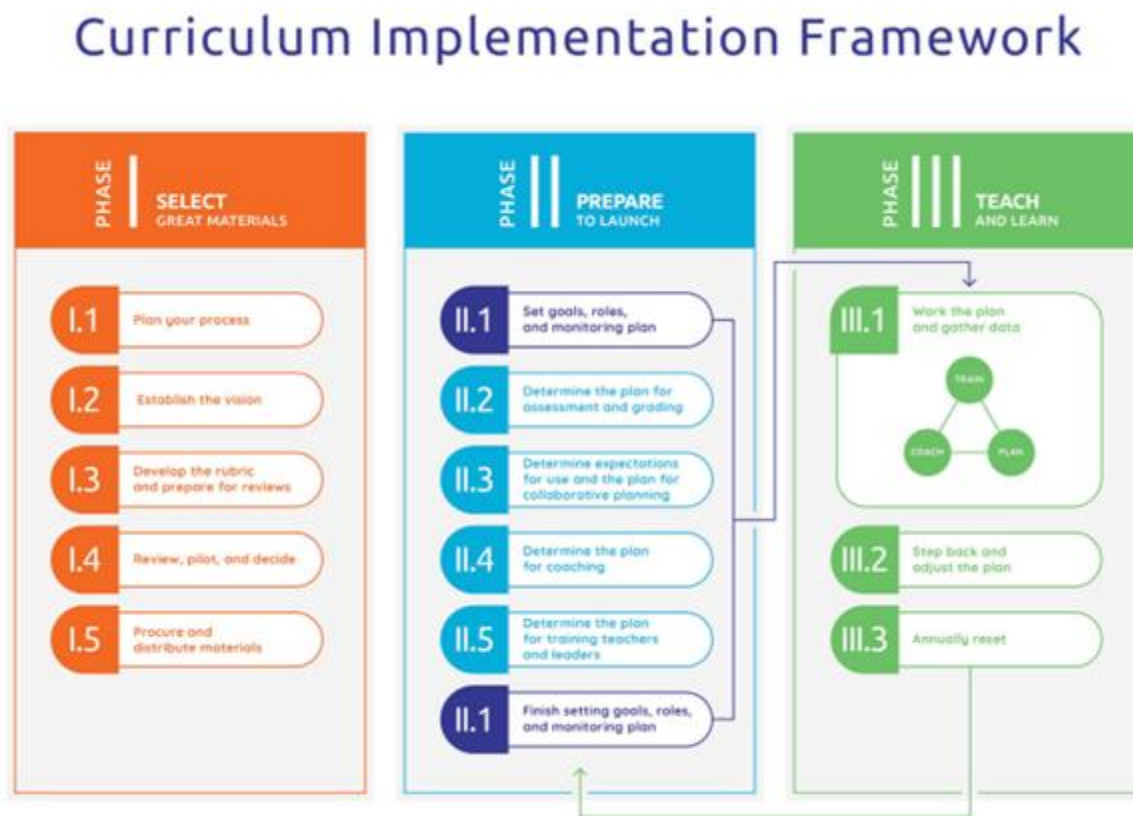 Curriculum Implementation Framework
PHASE I
SELECT
GREAT MATERIALS
I.1
Plan your process
I.2
Establish the vision
I.3
Develop the rubric
and prepare for reviews
I.4
Review, pilot, and decide
I.5
Procure and
distribute materials
PHASE II
PREPARE
TO LAUNCH
II.1
Set goals, roles,
and monitoring plan
II.2
Determine the plan for
assessment and grading
II.3
Determine expectations
for use and the plan for
collaborative planning
II.4
Determine the plan
for coaching
II.5
Determine the plan
for training teachers
and leaders
II.1
Finish setting goals, roles,
and monitoring plan
PHASE III
TEACH
AND LEARN
III.1
Work the plan
and gather data
TRAIN
COACH
PLAN
III.2
Step back and
adjust the plan
III.3
Annually reset